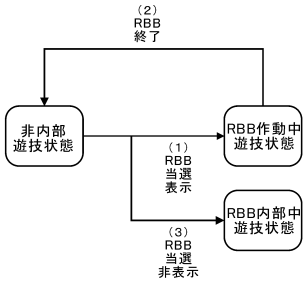 (2)
RBB
終了
非内部
遊技状態
RBB作動中
遊技状態
(1)
RBB
当選
表示
RBB内部中
遊技状態
(3)
RBB
当選
非表示